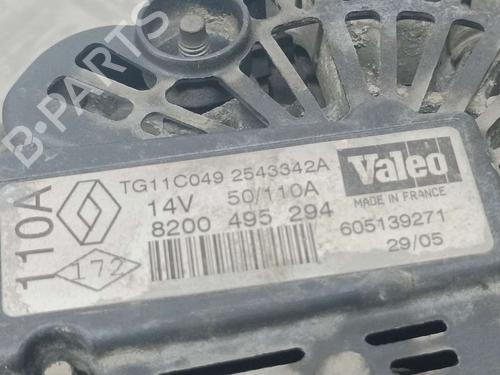 B-PARTS
110A
172
TG11C049 2543342A
14V 50/110A
8200 495 294
Valeo
MADE IN FRANCE
605139271
29/05